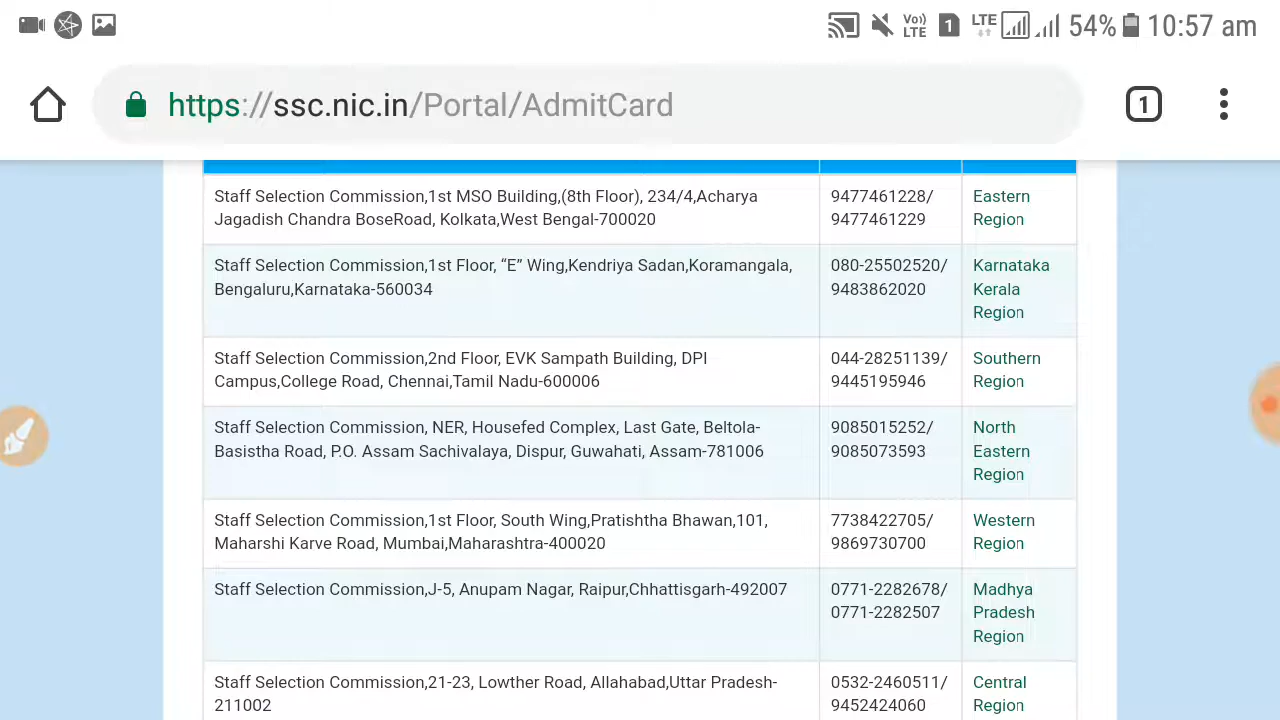 Vo) LTE 1 LTE 54% 10:57 am
https://ssc.nic.in/Portal/AdmitCard 1
Staff Selection Commission,1st MSO Building,(8th Floor), 234/4,Acharya 9477461228/ Eastern
Jagadish Chandra BoseRoad, Kolkata,West Bengal-700020 9477461229 Region
Staff Selection Commission,1st Floor, “E” Wing,Kendriya Sadan,Koramangala, 080-25502520/ Karnataka
Bengaluru,Karnataka-560034 9483862020 Kerala
Region
Staff Selection Commission,2nd Floor, EVK Sampath Building, DPI 044-28251139/ Southern
Campus,College Road, Chennai,Tamil Nadu-600006 9445195946 Region
Staff Selection Commission, NER, Housefed Complex, Last Gate, Beltola- 9085015252/ North
Basistha Road, P.O. Assam Sachivalaya, Dispur, Guwahati, Assam-781006 9085073593 Eastern
Region
Staff Selection Commission,1st Floor, South Wing,Pratishtha Bhawan,101, 7738422705/ Western
Maharshi Karve Road, Mumbai,Maharashtra-400020 9869730700 Region
Staff Selection Commission,J-5, Anupam Nagar, Raipur,Chhattisgarh-492007 0771-2282678/ Madhya
0771-2282507 Pradesh
Region
Staff Selection Commission,21-23, Lowther Road, Allahabad,Uttar Pradesh- 0532-2460511/ Central
211002 9452424060 Region